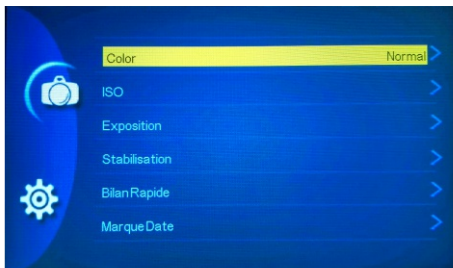 Color Normal
ISO
Exposition
Stabilisation
Bilan Rapide
Marque Date